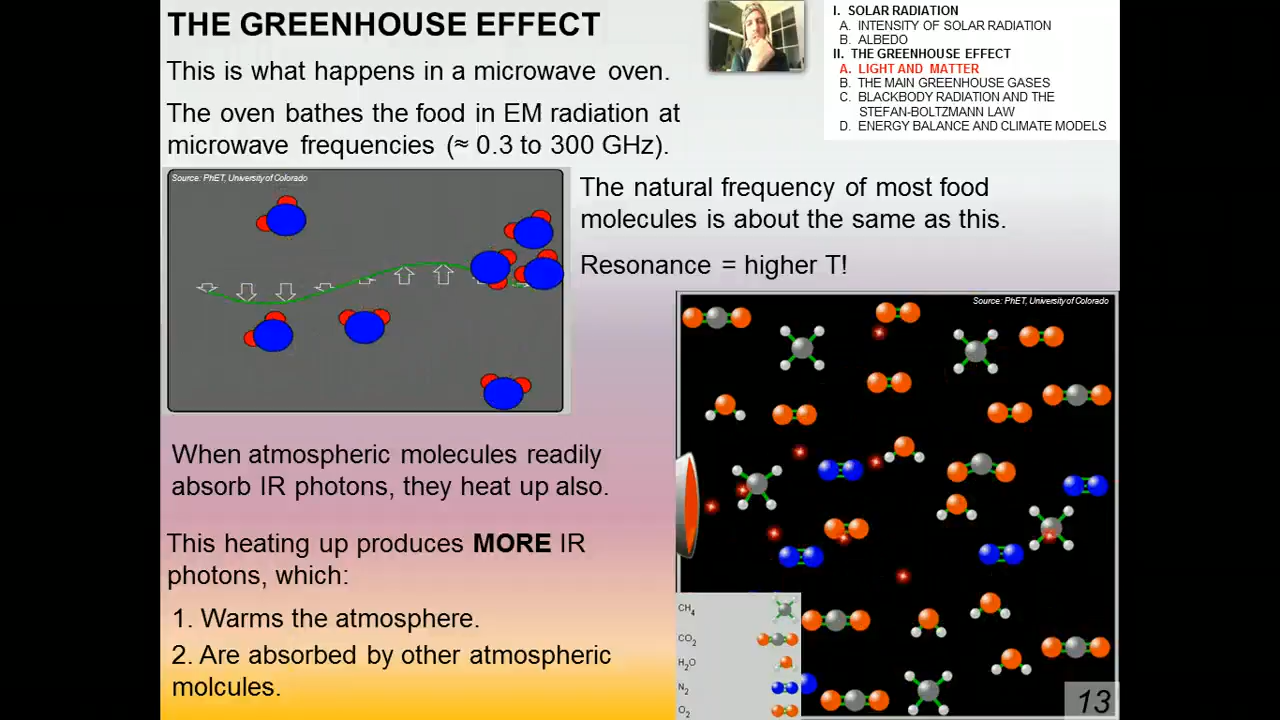 THE GREENHOUSE EFFECT
This is what happens in a microwave oven.
The oven bathes the food in EM radiation at
microwave frequencies (≈ 0.3 to 300 GHz).
I. SOLAR RADIATION
A. INTENSITY OF SOLAR RADIATION
B. ALBEDO
II. THE GREENHOUSE EFFECT
A. LIGHT AND MATTER
B. THE MAIN GREENHOUSE GASES
C. BLACKBODY RADIATION AND THE
STEFAN-BOLTZMANN LAW
D. ENERGY BALANCE AND CLIMATE MODELS
Source: PhET, University of Colorado
The natural frequency of most food
molecules is about the same as this.
Resonance = higher T!
Source: PhET, University of Colorado
When atmospheric molecules readily
absorb IR photons, they heat up also.
This heating up produces MORE IR
photons, which:
1. Warms the atmosphere.
2. Are absorbed by other atmospheric
molcules.
CH4
CO2
H2O
N2
O2
13